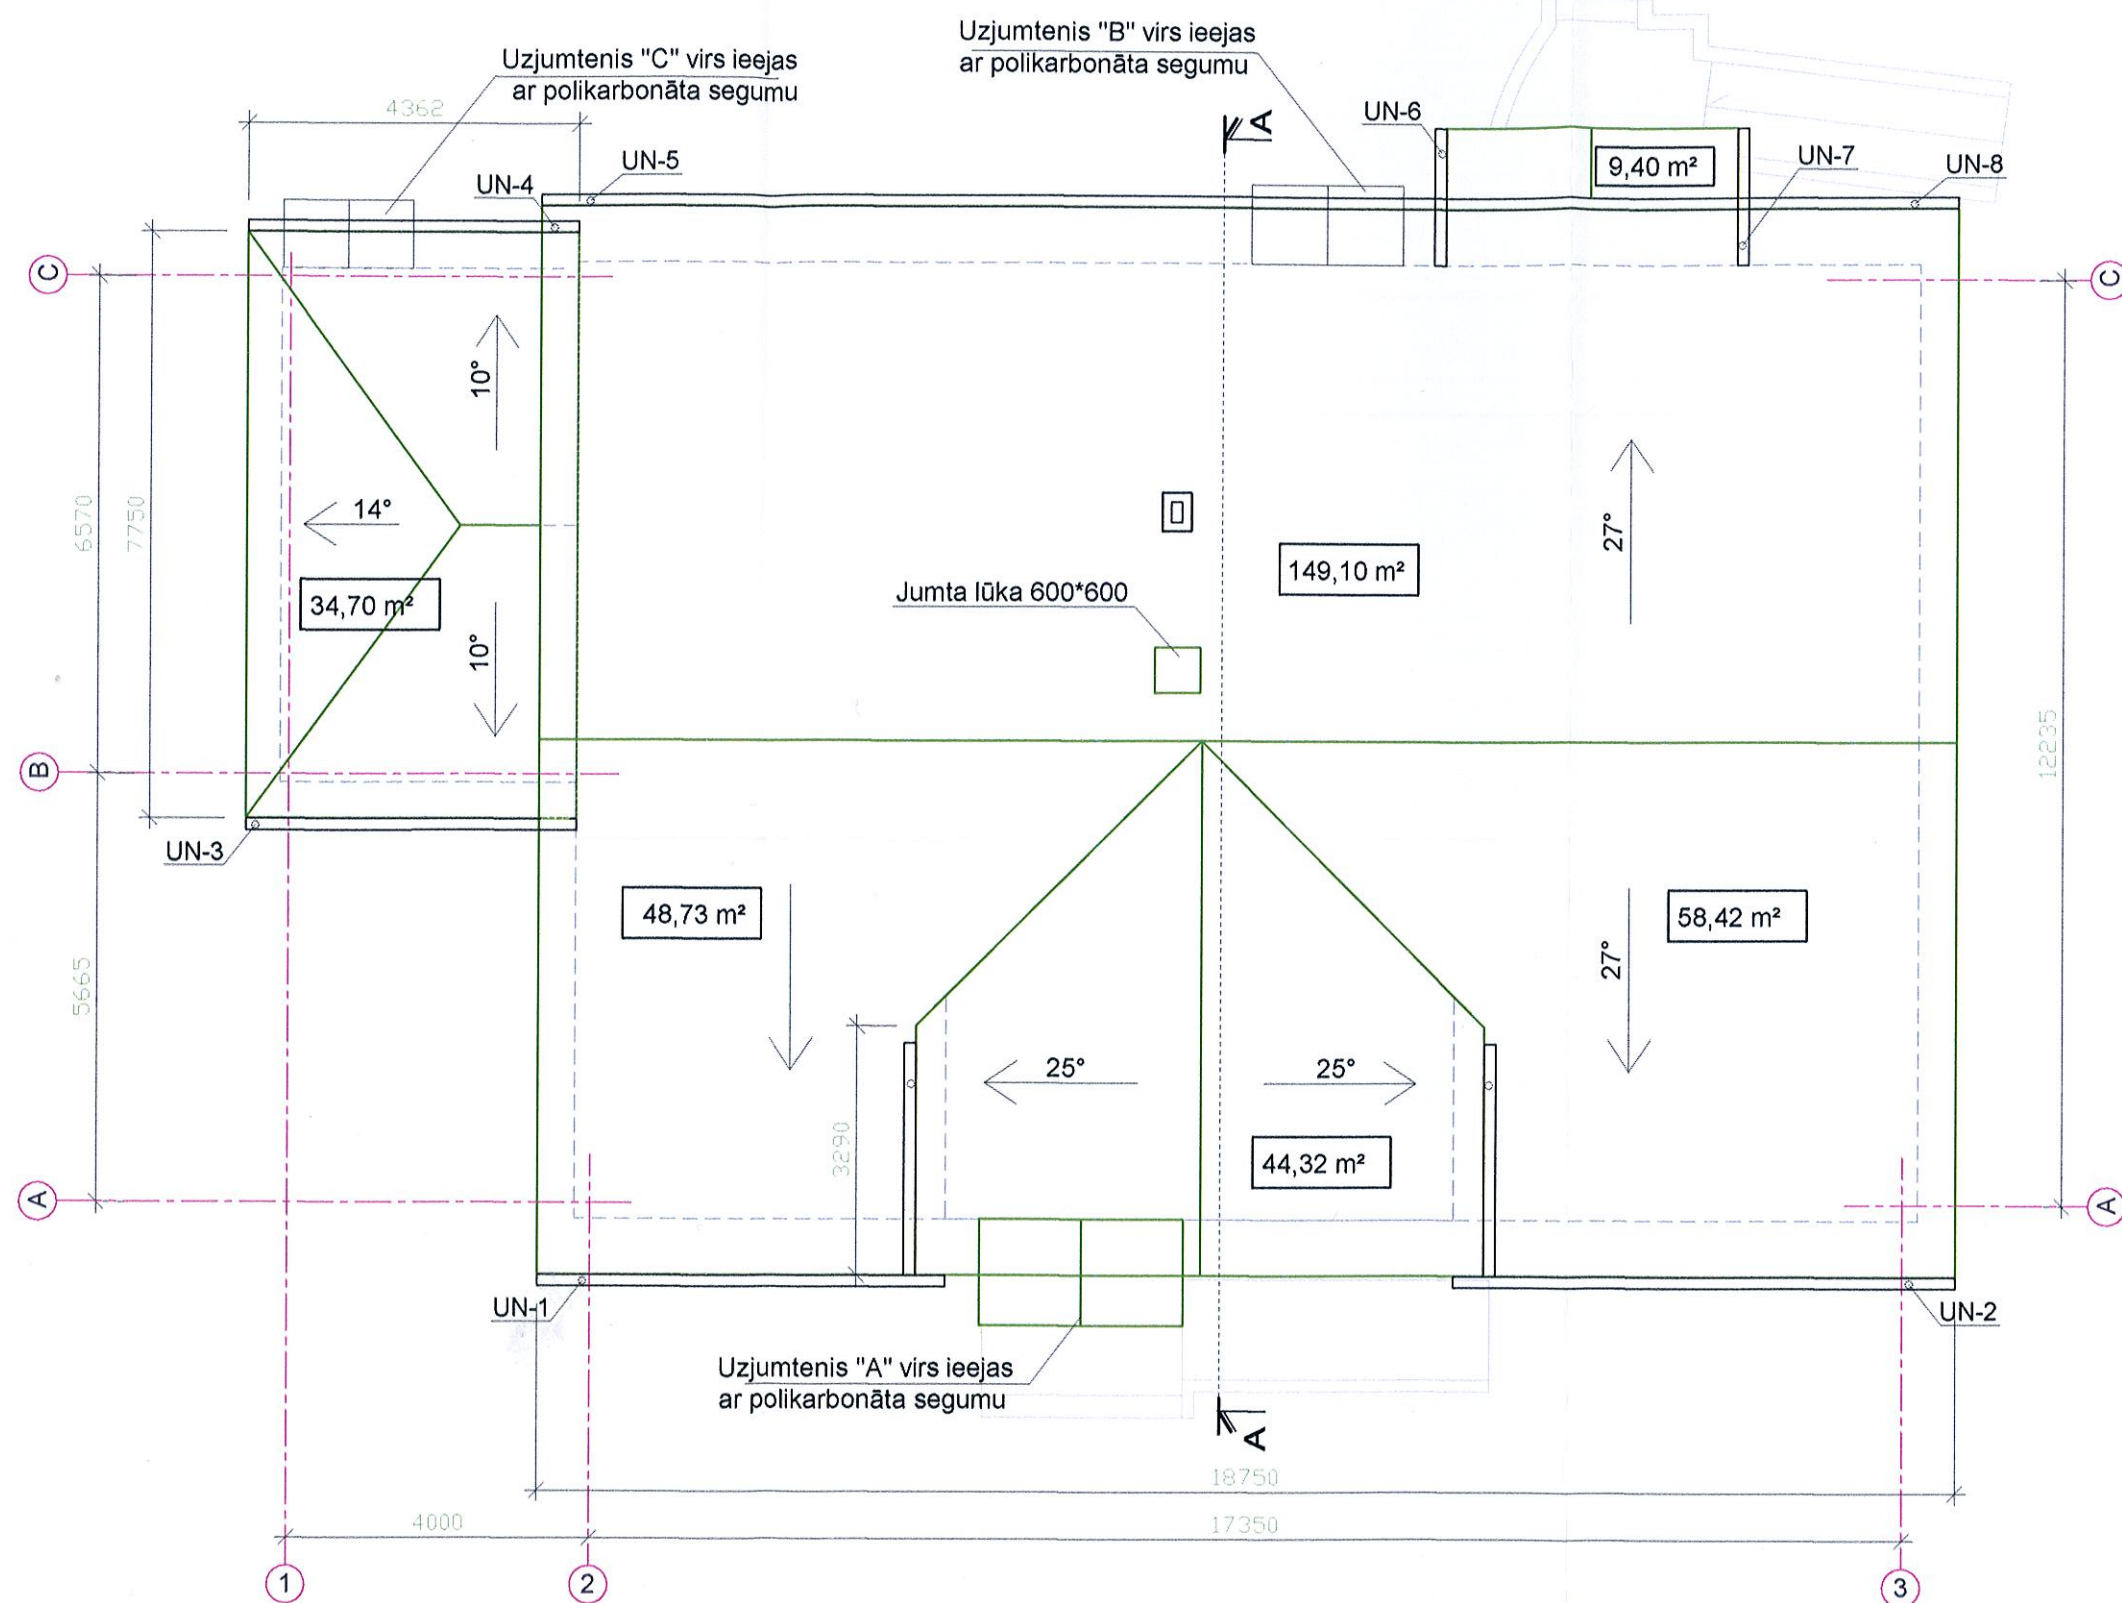 Uzjumtenis "C" virs ieejas
ar polikarbonāta segumu
Uzjumtenis "B" virs ieejas
ar polikarbonāta segumu
4362
A
UN-6
9,40 m²
UN-7
UN-8
UN-5
UN-4
C
C
10°
14°
34,70 m²
10°
6570
7750
27°
149,10 m²
Jumta lūka 600*600
12235
B
UN-3
48,73 m²
58,42 m²
27°
5665
25°
25°
3290
44,32 m²
A
A
UN-1
UN-2
Uzjumtenis "A" virs ieejas
ar polikarbonāta segumu
A
18750
4000
17350
1
2
3